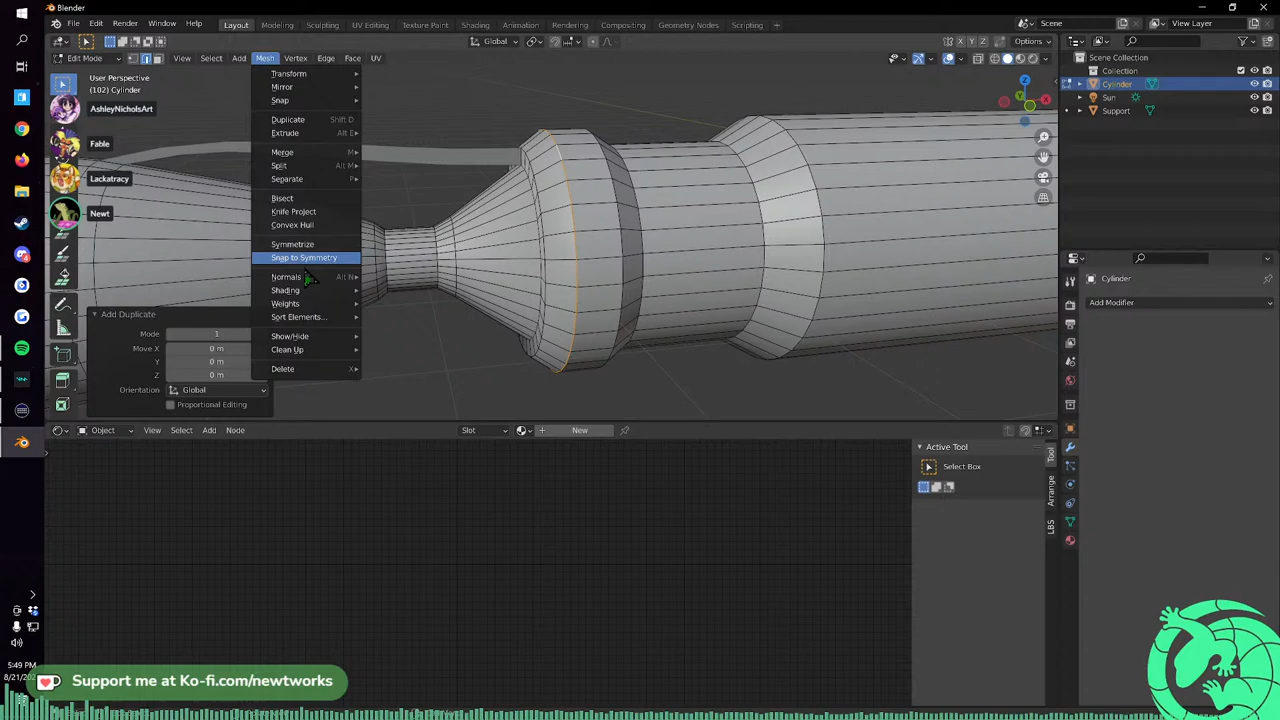 Blender
File Edit Render Window Help Layout Modeling Sculpting UV Editing Texture Paint Shading Animation Rendering Compositing Geometry Nodes Scripting + Scene View Layer
Global X Y Z Options
Edit Mode View Select Add Mesh Vertex Edge Face UV
User Perspective
(102) Cylinder
AshleyNicholsArt
Fable
Lackatracy
Newt
Transform
Mirror
Snap
Duplicate Shift D
Extrude Alt E
Merge M
Split Alt M
Separate P
Bisect
Knife Project
Convex Hull
Symmetrize
Snap to Symmetry
Normals Alt N
Shading
Weights
Sort Elements...
Show/Hide
Clean Up
Delete X
Add Duplicate
Mode 1
Move X 0 m
Y 0 m
Z 0 m
Orientation Global
Proportional Editing
Scene Collection
Collection
Cylinder
Sun
Support
Cylinder
Add Modifier
Object View Select Add Node Slot New
Active Tool
Select Box
Tool
Arrange
LBS
5:49 PM
Support me at Ko-fi.com/newtworks